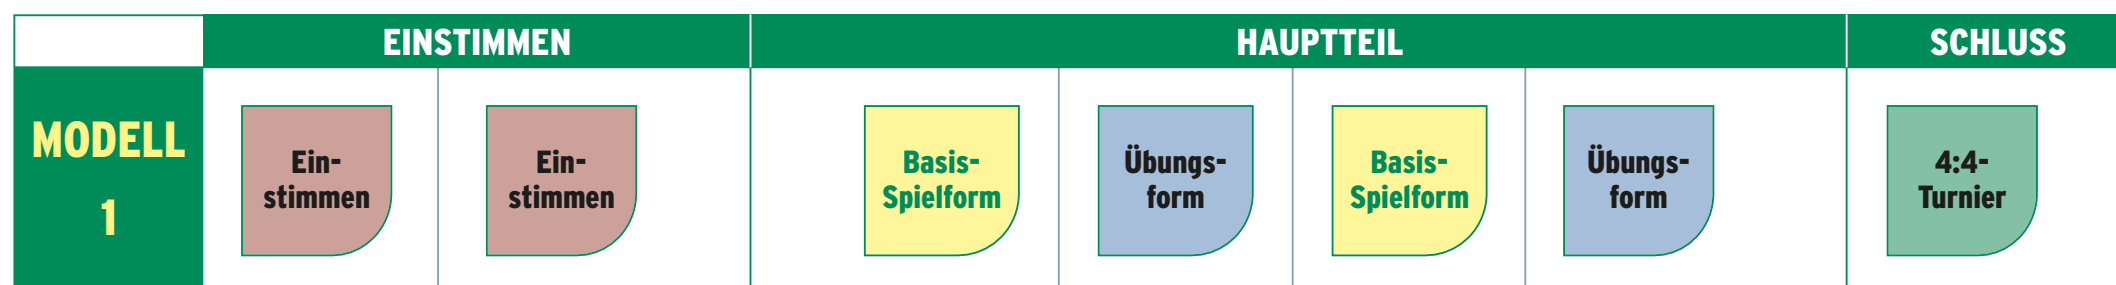 EINSTIMMEN HAUPTTEIL SCHLUSS
MODELL
1
Ein-
stimmen
Ein-
stimmen
Basis-
Spielform
Übungs-
form
Basis-
Spielform
Übungs-
form
4:4-
Turnier